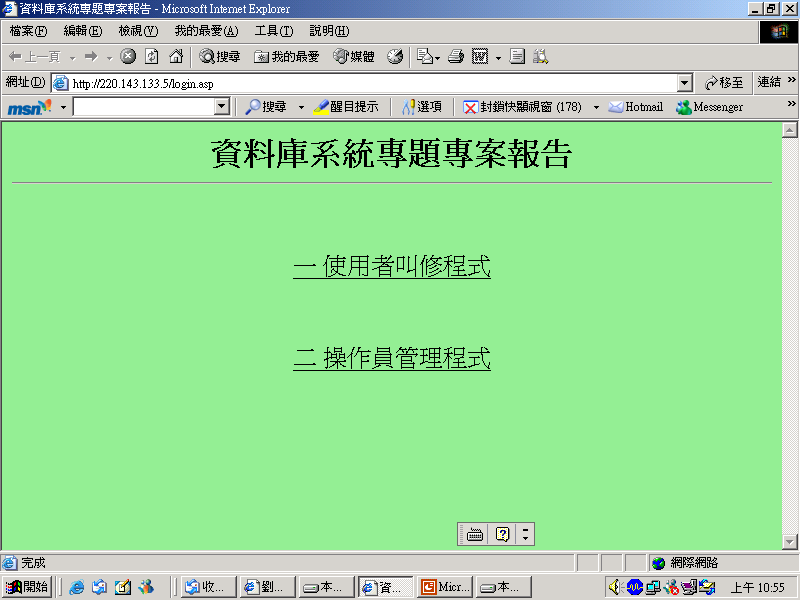 資料庫系統專題專案報告 - Microsoft Internet Explorer
檔案(F) 編輯(E) 檢視(V) 我的最愛(A) 工具(T) 說明(H)
上一頁 搜尋 我的最愛 媒體
網址(D) http://220.143.133.5/login.asp 移至 連結 »
msn 搜尋 醒目提示 選項 封鎖快顯視窗 (178) Hotmail Messenger »
資料庫系統專題專案報告
一 使用者叫修程式
二 操作員管理程式
完成 網際網路
開始 收... 劉... 本... 資... Micr... 本... 上午 10:55